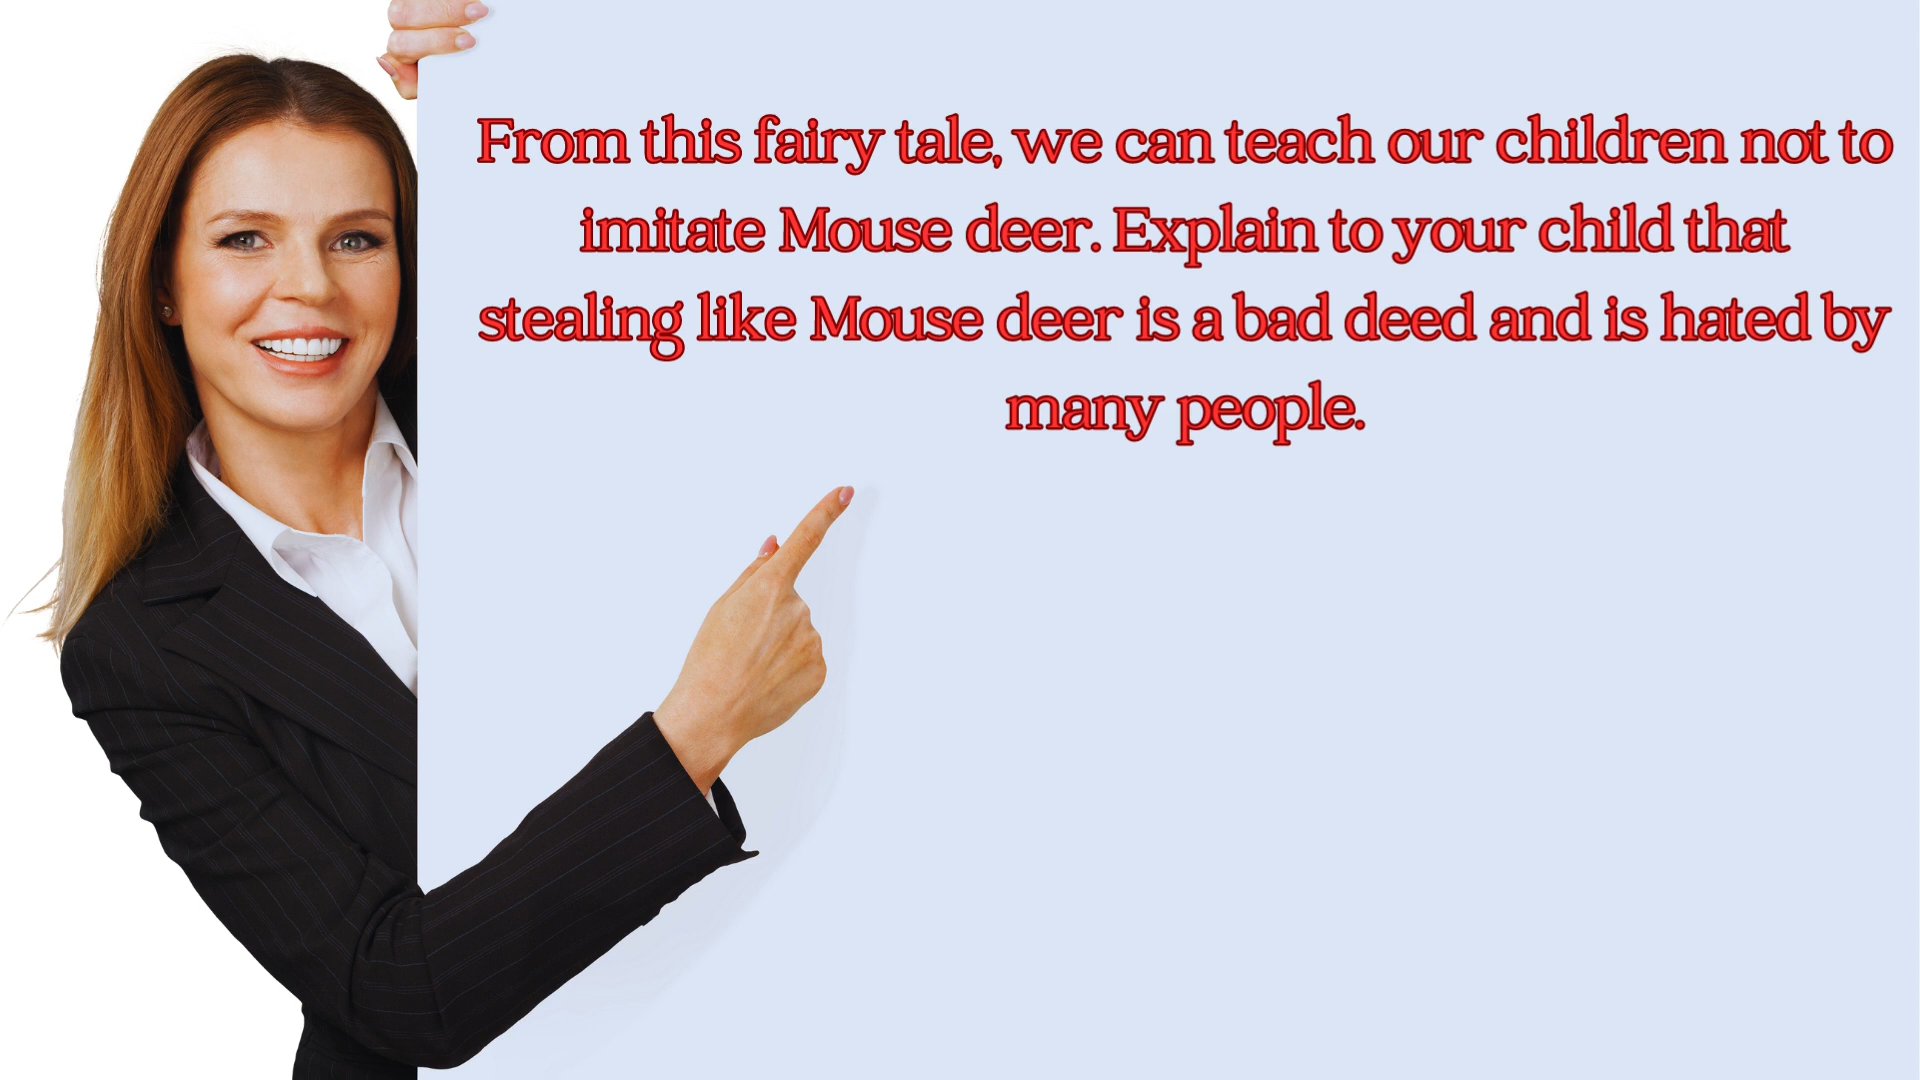 From this fairy tale, we can teach our children not to
imitate Mouse deer. Explain to your child that
stealing like Mouse deer is a bad deed and is hated by
many people.